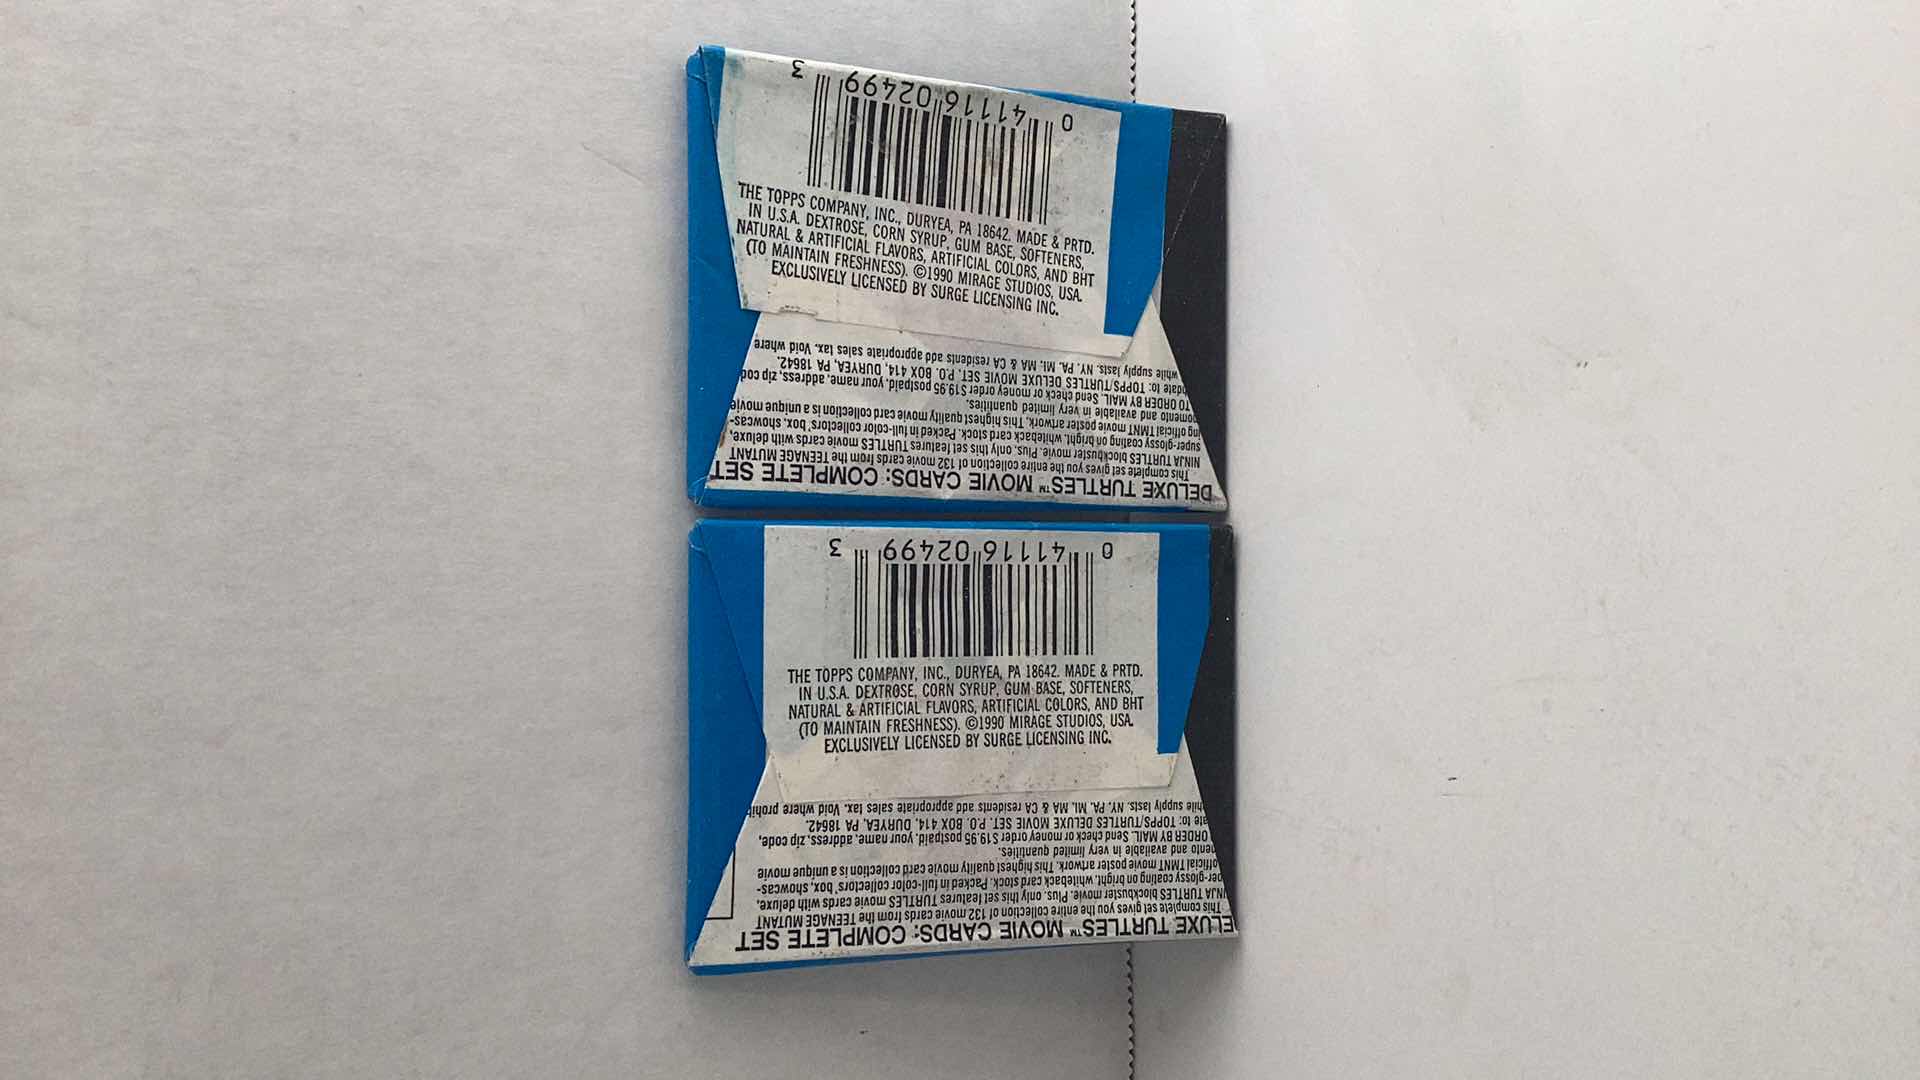 0 41116 02499 3
THE TOPPS COMPANY, INC., DURYEA, PA 18642. MADE & PRTD.
IN U.S.A. DEXTROSE, CORN SYRUP, GUM BASE, SOFTENERS,
NATURAL & ARTIFICIAL FLAVORS, ARTIFICIAL COLORS, AND BHT
(TO MAINTAIN FRESHNESS). ©1990 MIRAGE STUDIOS, USA.
EXCLUSIVELY LICENSED BY SURGE LICENSING INC.
DELUXE TURTLES™ MOVIE CARDS: COMPLETE SET
This complete set gives you the entire collection of 132 movie cards from the TEENAGE MUTANT
NINJA TURTLES blockbuster movie. Plus, only this set features TURTLES movie cards with deluxe,
super-glossy coating on bright, whiteback card stock. Packed in full-color collectors' box, showcas-
ing official TMNT movie poster artwork. This highest quality movie card collection is a unique movie
omento and available in very limited quantities.
TO ORDER BY MAIL. Send check or money order $19.95 postpaid, your name, address, zip cod
date to: TOPPS/TURTLES DELUXE MOVIE SET. P.O. BOX 414, DURYEA, PA 18642.
while supply lasts. NY, PA, MI, MA & CA residents add appropriate sales tax. Void where
0 41116 02499 3
THE TOPPS COMPANY, INC., DURYEA, PA 18642. MADE & PRTD.
IN U.S.A. DEXTROSE, CORN SYRUP, GUM BASE, SOFTENERS,
NATURAL & ARTIFICIAL FLAVORS, ARTIFICIAL COLORS, AND BHT
(TO MAINTAIN FRESHNESS). ©1990 MIRAGE STUDIOS, USA.
EXCLUSIVELY LICENSED BY SURGE LICENSING INC.
ELUXE TURTLES™ MOVIE CARDS: COMPLETE SET
This complete set gives you the entire collection of 132 movie cards from the TEENAGE MUTANT
NINJA TURTLES blockbuster movie. Plus, only this set features TURTLES movie cards with deluxe,
per-glossy coating on bright, whiteback card stock. Packed in full-color collectors' box, showcas-
official TMNT movie poster artwork. This highest quality movie card collection is a unique movie
mento and available in very limited quantities.
O ORDER BY MAIL. Send check or money order $19.95 postpaid, your name, address, zip code,
ate to: TOPPS/TURTLES DELUXE MOVIE SET. P.O. BOX 414, DURYEA, PA 18642.
hile supply lasts. NY, PA, MI, MA & CA residents add appropriate sales tax. Void where prohib